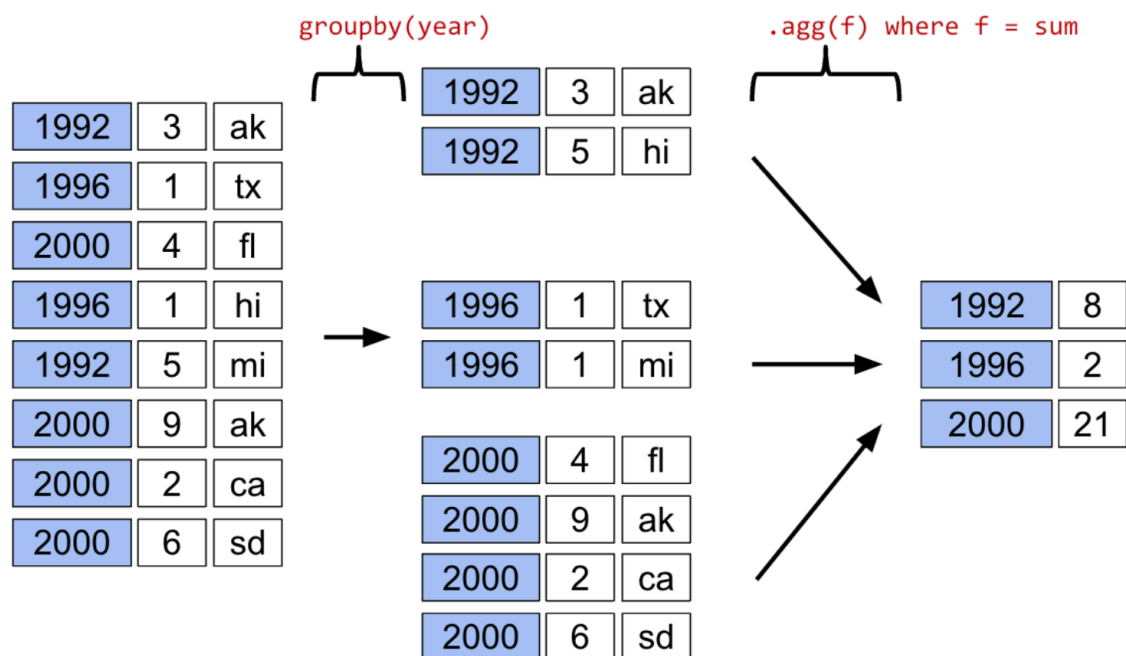 groupby(year)
.agg(f) where f = sum
1992 3 ak
1996 1 tx
2000 4 fl
1996 1 hi
1992 5 mi
2000 9 ak
2000 2 ca
2000 6 sd
1992 3 ak
1992 5 hi
1996 1 tx
1996 1 mi
2000 4 fl
2000 9 ak
2000 2 ca
2000 6 sd
1992 8
1996 2
2000 21